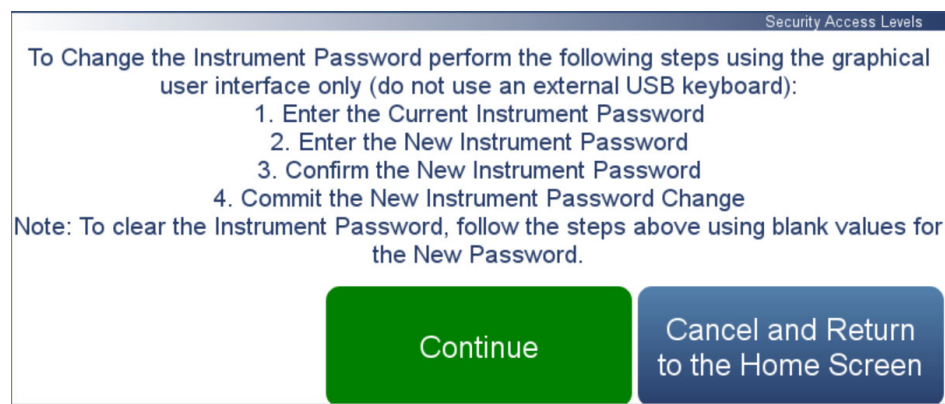 Security Access Levels
To Change the Instrument Password perform the following steps using the graphical
user interface only (do not use an external USB keyboard):
1. Enter the Current Instrument Password
2. Enter the New Instrument Password
3. Confirm the New Instrument Password
4. Commit the New Instrument Password Change
Note: To clear the Instrument Password, follow the steps above using blank values for
the New Password.
Continue
Cancel and Return
to the Home Screen